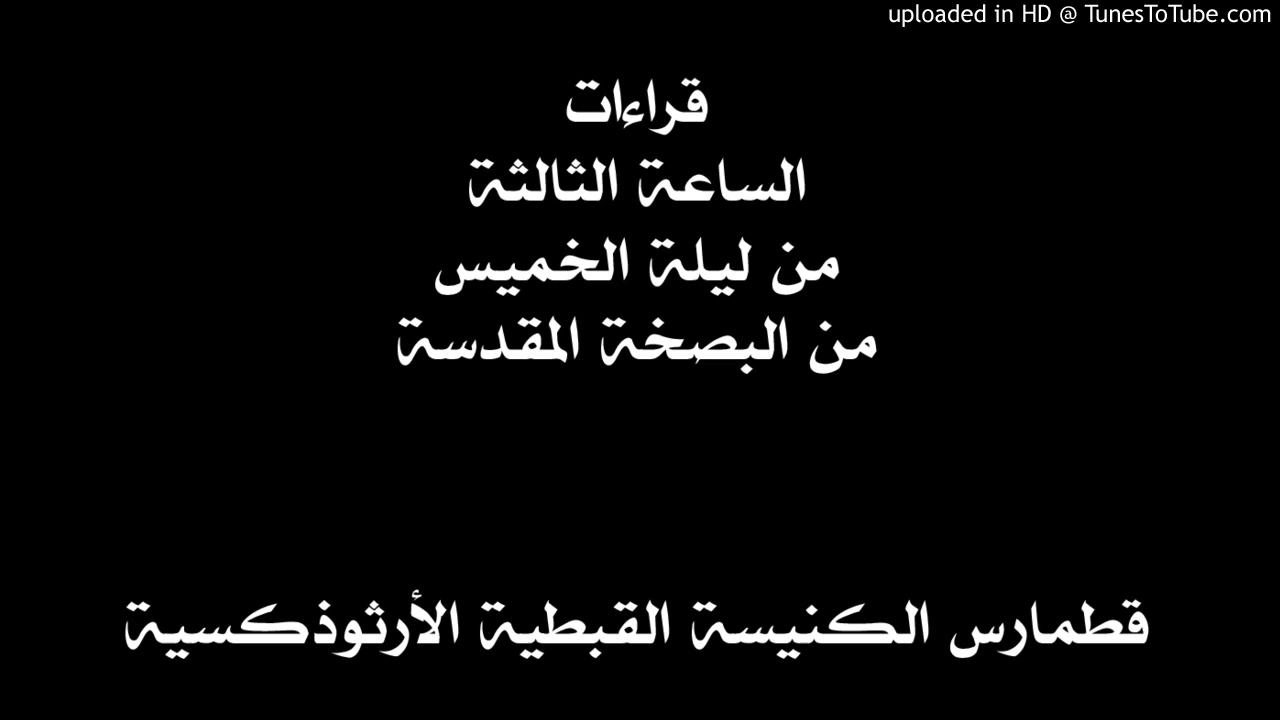 uploaded in HD @ TunesToTube.com
قراءات
الساعة الثالثة
من ليلة الخميس
من البصخة المقدسة
قطمارس الكنيسة القبطية الأرثوذكسية